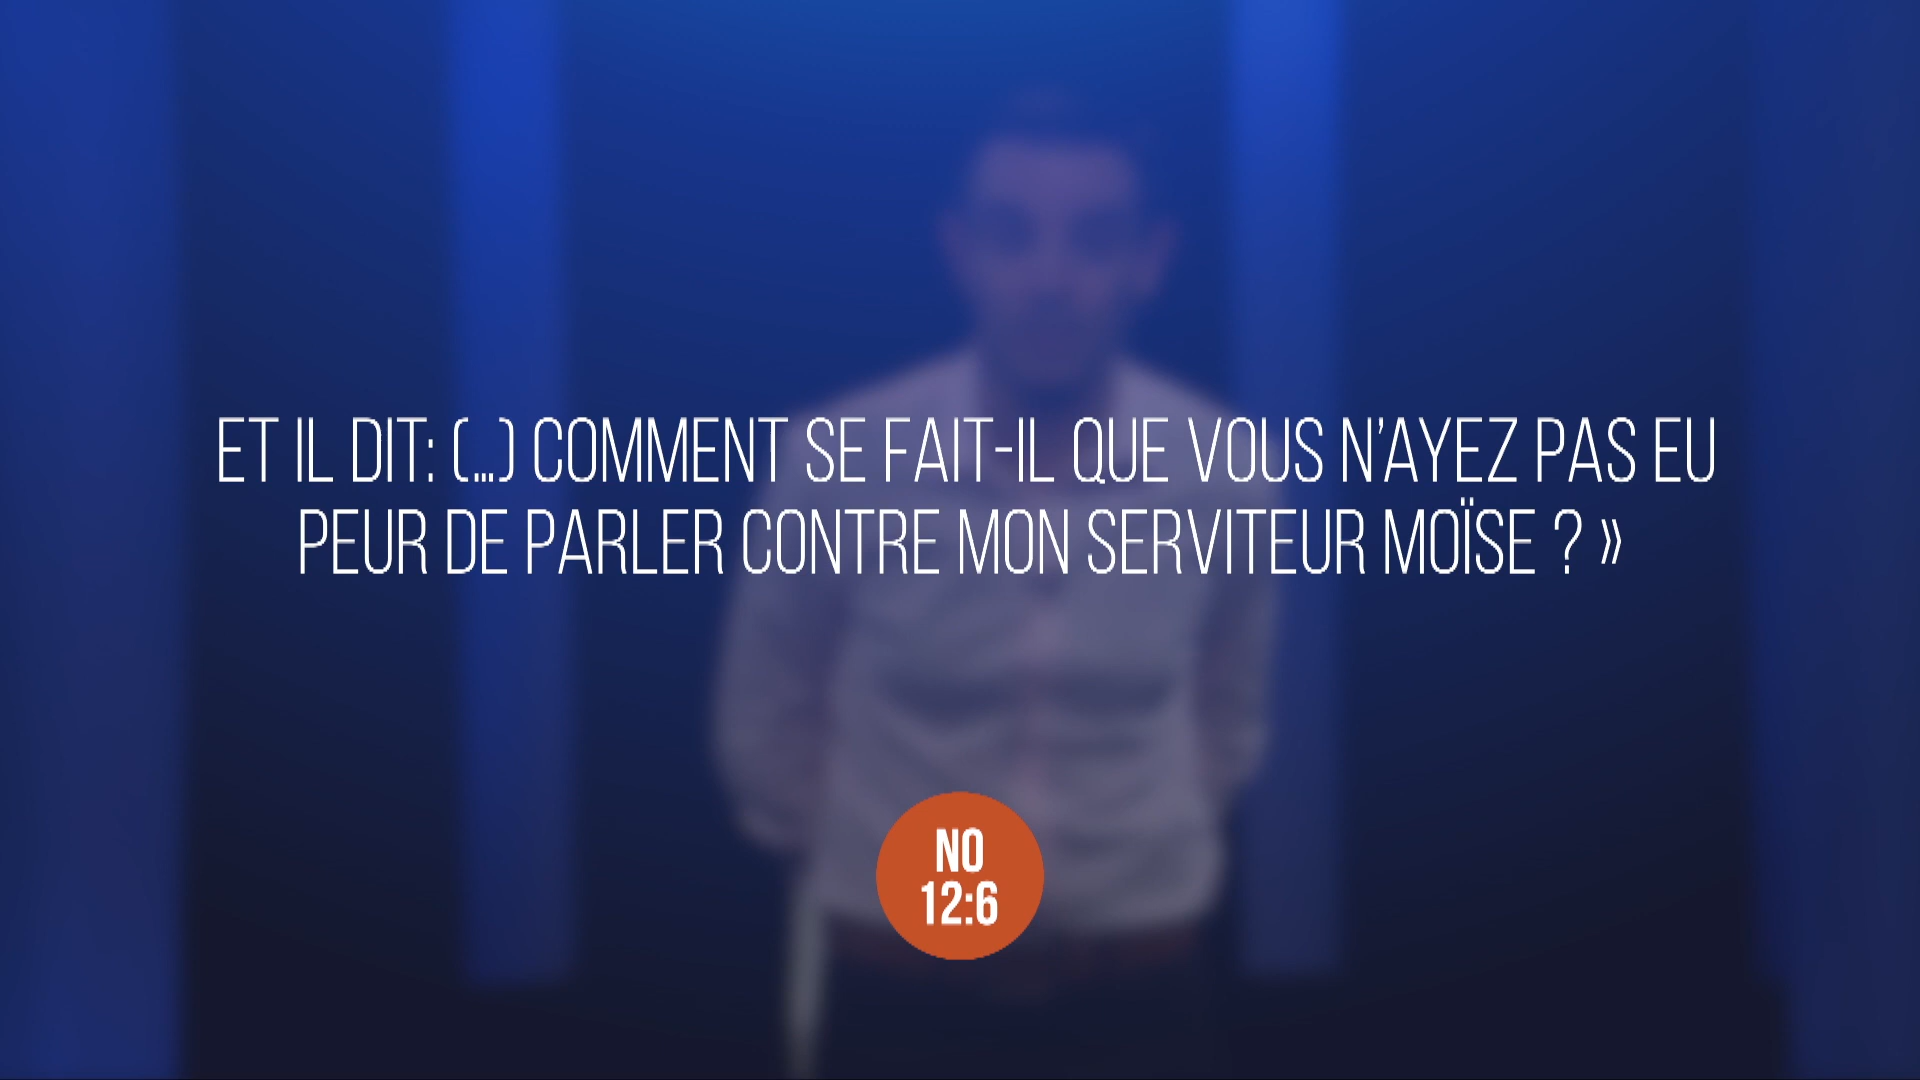 ET IL DIT: (...) COMMENT SE FAIT-IL QUE VOUS N’AYEZ PAS EU
PEUR DE PARLER CONTRE MON SERVITEUR MOÏSE ? »
NO
12:6